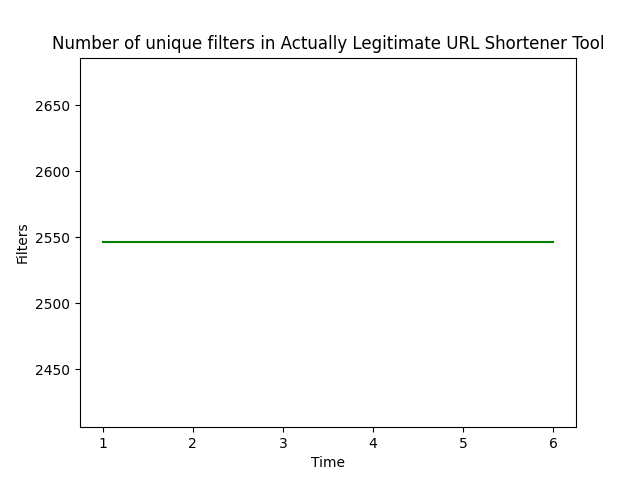 Number of unique filters in Actually Legitimate URL Shortener Tool
2650
2600
2550
2500
2450
Filters
1 2 3 4 5 6
Time